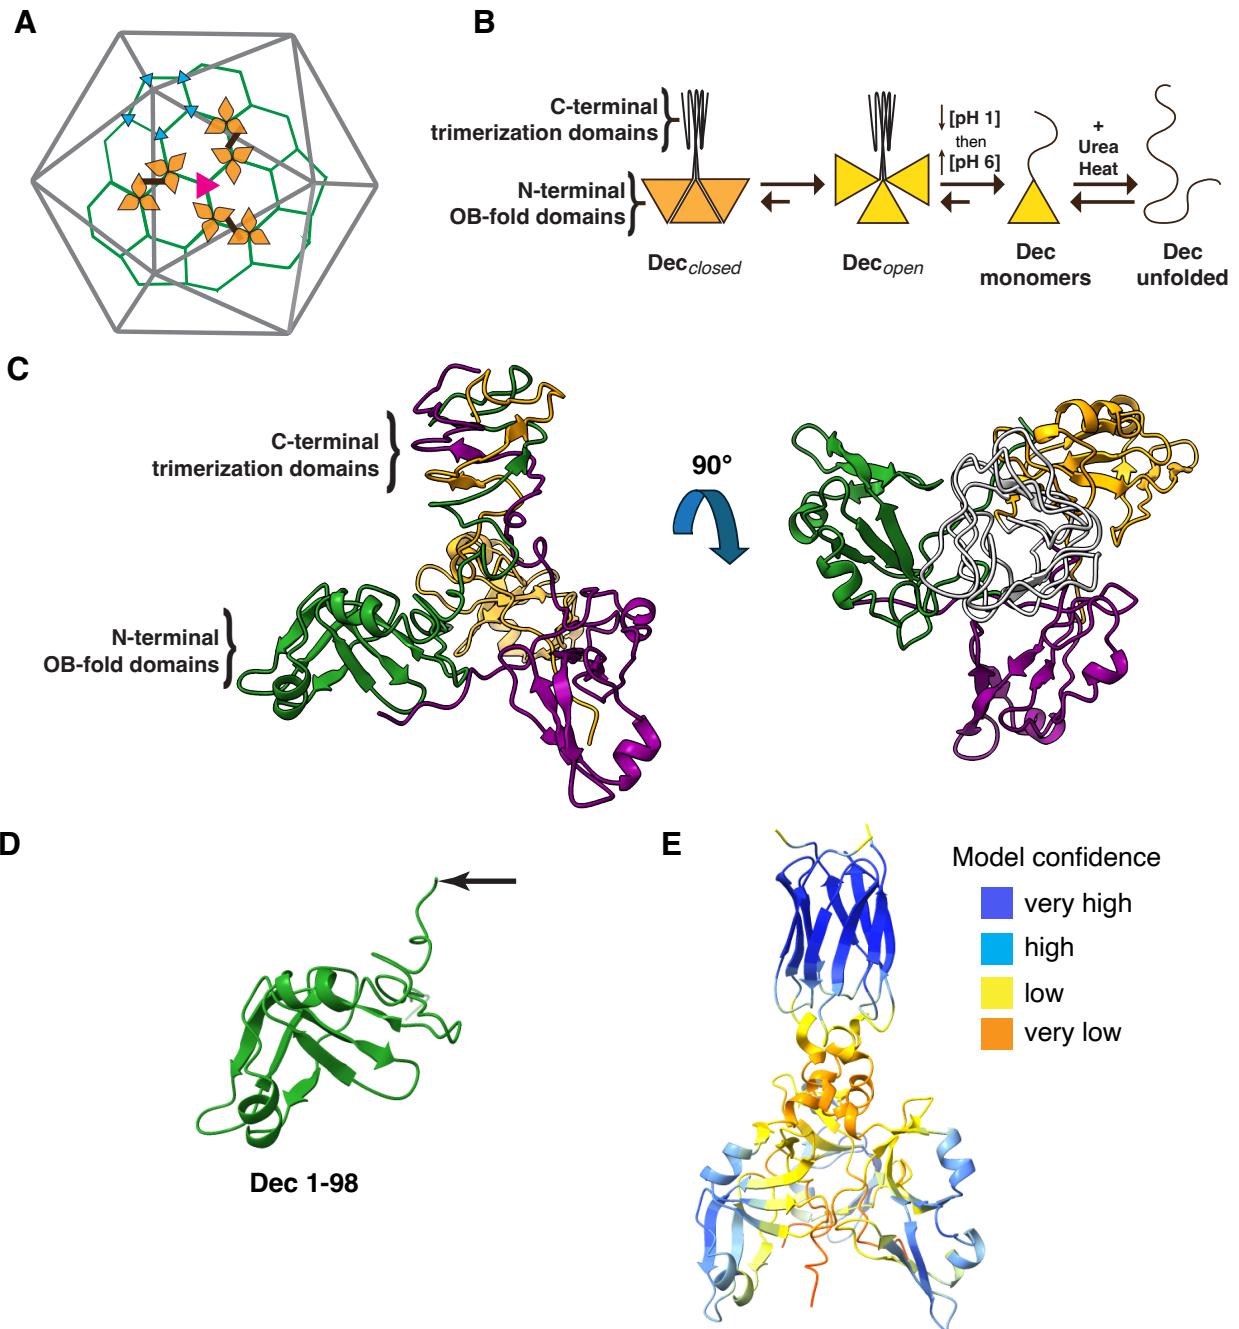 A
B
C-terminal
trimerization domains
N-terminal
OB-fold domains
Dec closed
Dec open
↓ [pH 1]
then
↑ [pH 6]
Dec
monomers
+
Urea
Heat
Dec
unfolded
C
C-terminal
trimerization domains
N-terminal
OB-fold domains
90°
D
Dec 1-98
E
Model confidence
very high
high
low
very low